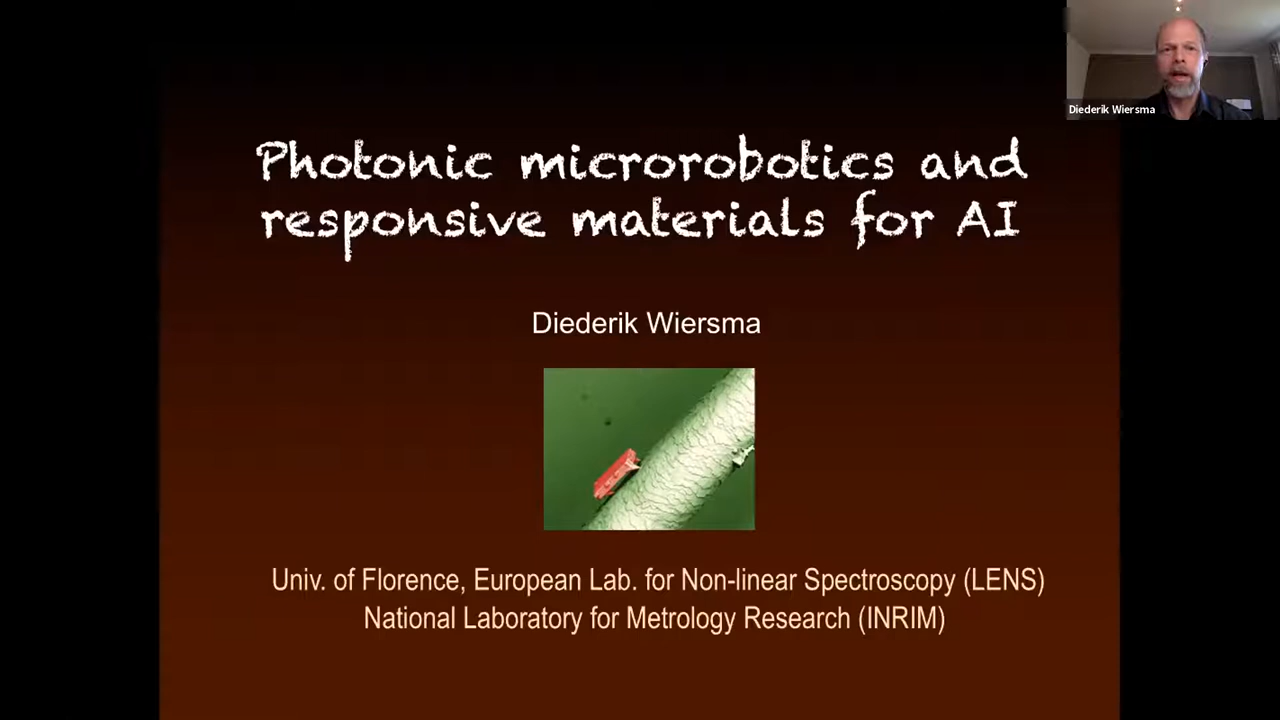 Diederik Wiersma
Photonic microrobotics and
responsive materials for AI
Diederik Wiersma
Univ. of Florence, European Lab. for Non-linear Spectroscopy (LENS)
National Laboratory for Metrology Research (INRIM)